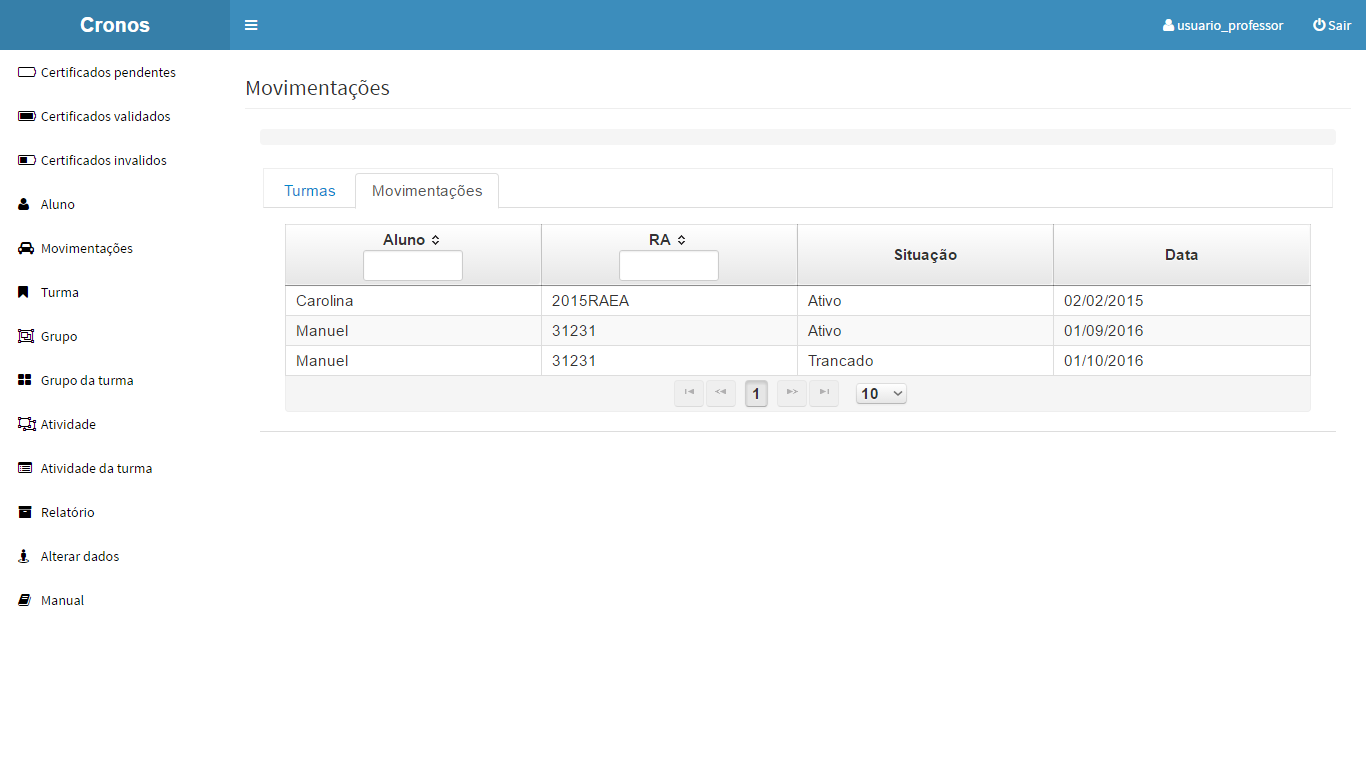 Cronos
usuario_professor
Sair
Certificados pendentes
Certificados validados
Certificados invalidos
Aluno
Movimentações
Turma
Grupo
Grupo da turma
Atividade
Atividade da turma
Relatório
Alterar dados
Manual
Movimentações
Turmas
Movimentações
Aluno RA Situação Data
Carolina 2015RAEA Ativo 02/02/2015
Manuel 31231 Ativo 01/09/2016
Manuel 31231 Trancado 01/10/2016
1 10